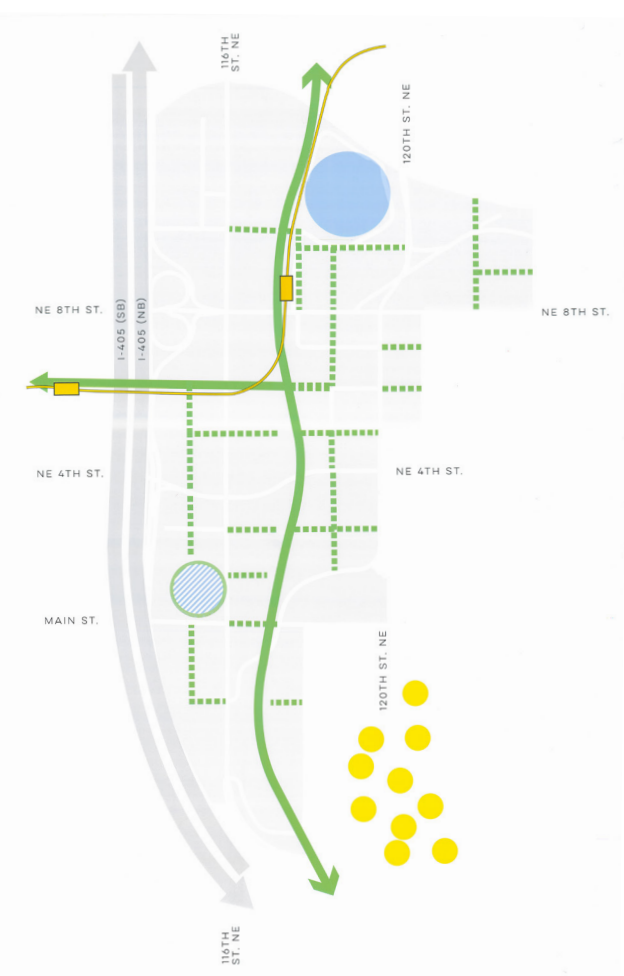 116TH
ST. NE
120TH ST. NE
NE 8TH ST.
I-405 (SB)
I-405 (NB)
NE 8TH ST.
NE 4TH ST.
NE 4TH ST.
MAIN ST.
120TH ST. NE
116TH
ST. NE